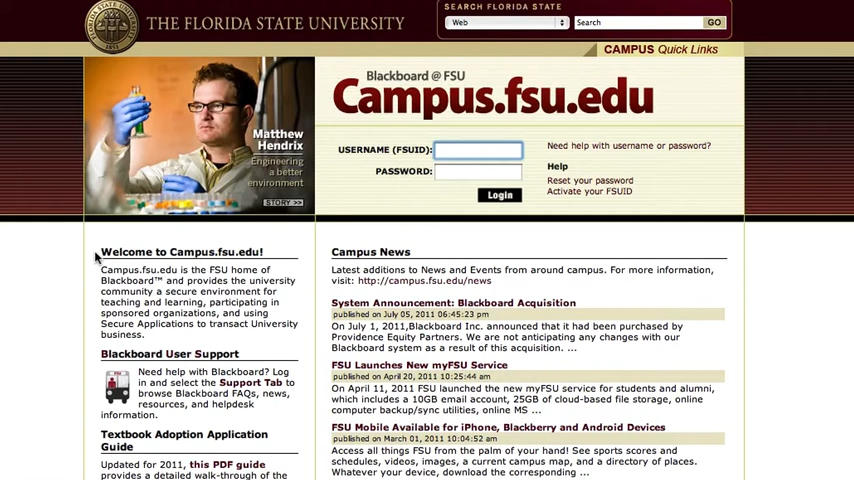 THE FLORIDA STATE UNIVERSITY
SEARCH FLORIDA STATE
Web
Search
GO
CAMPUS Quick Links
Matthew
Hendrix
Engineering
a better
environment
STORY >>
Blackboard @ FSU
Campus.fsu.edu
USERNAME (FSUID):
PASSWORD:
Login
Need help with username or password?
Help
Reset your password
Activate your FSUID
Welcome to Campus.fsu.edu!
Campus.fsu.edu is the FSU home of
Blackboard™ and provides the university
community a secure environment for
teaching and learning, participating in
sponsored organizations, and using
Secure Applications to transact University
business.
Blackboard User Support
Need help with Blackboard? Log
in and select the Support Tab to
browse Blackboard FAQs, news,
resources, and helpdesk
information.
Textbook Adoption Application
Guide
Updated for 2011, this PDF guide
provides a detailed walk-through of the
Campus News
Latest additions to News and Events from around campus. For more information,
visit: http://campus.fsu.edu/news
System Announcement: Blackboard Acquisition
published on July 05, 2011 06:45:23 pm
On July 1, 2011,Blackboard Inc. announced that it had been purchased by
Providence Equity Partners. We are not anticipating any changes with our
Blackboard system as a result of this acquisition. ...
FSU Launches New myFSU Service
published on April 20, 2011 10:25:44 am
On April 11, 2011 FSU launched the new myFSU service for students and alumni,
which includes a 10GB email account, 25GB of cloud-based file storage, online
computer backup/sync utilities, online MS ...
FSU Mobile Available for iPhone, Blackberry and Android Devices
published on March 01, 2011 10:04:52 am
Access all things FSU from the palm of your hand! See sports scores and
schedules, videos, images, a current campus map, and a directory of places.
Whatever your device, download the corresponding ...